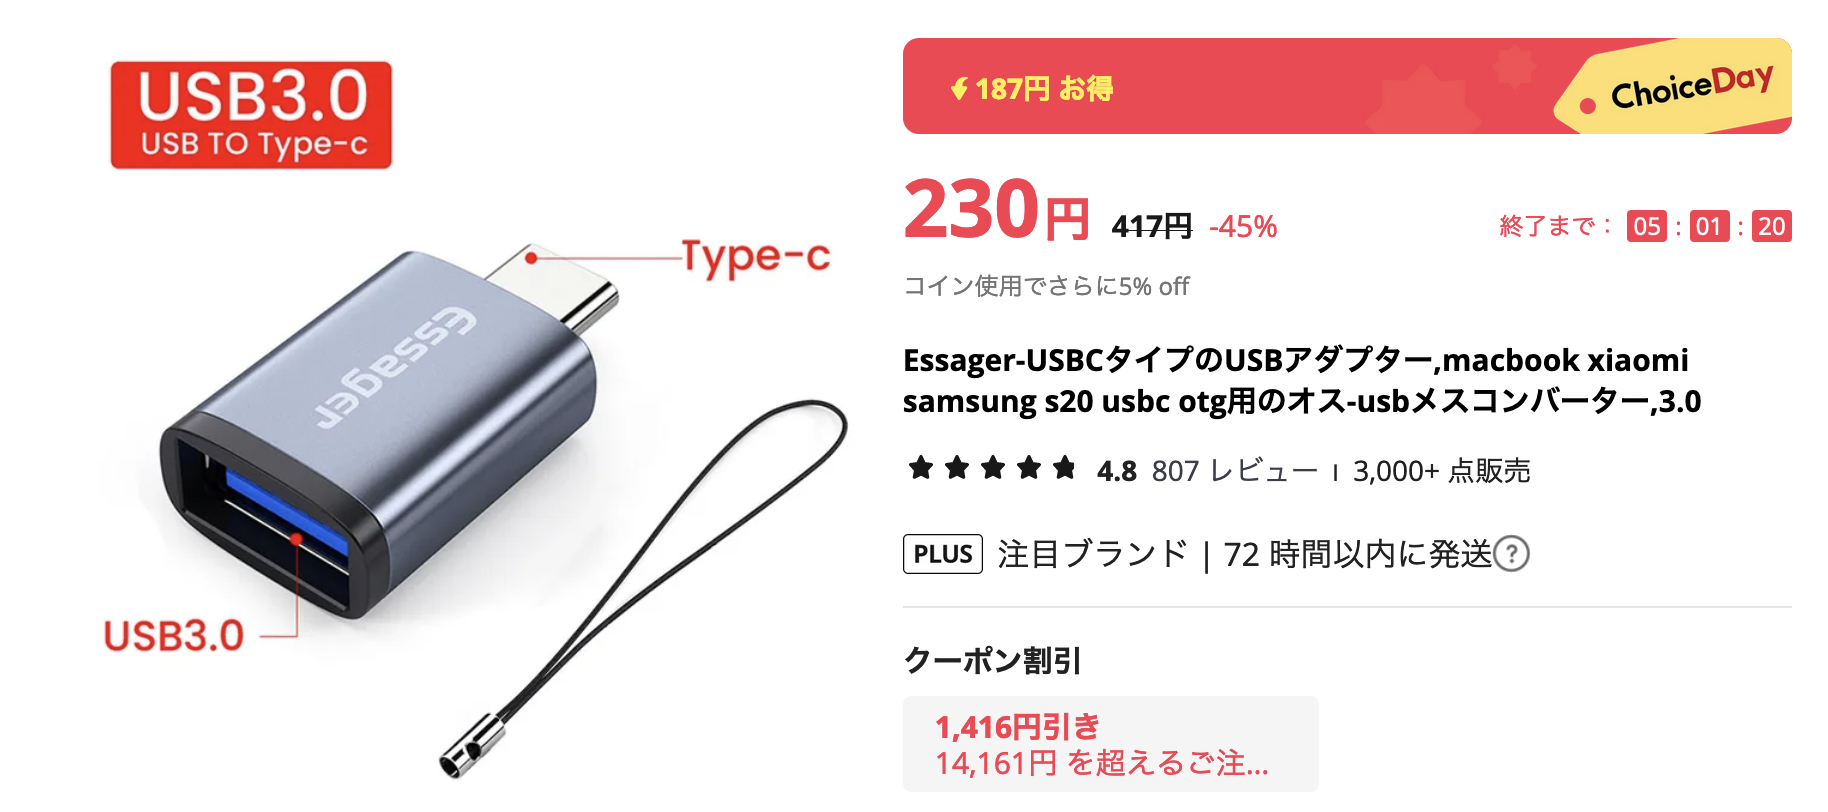 USB3.0
USB TO Type-c
Type-c
Essager
USB3.0
187円 お得
ChoiceDay
230円 417円 -45%
終了まで： 05 : 01 : 20
コイン使用でさらに5% off
Essager-USBCタイプのUSBアダプター,macbook xiaomi
samsung s20 usbc otg用のオス-usbメスコンバーター,3.0
4.8 807 レビュー | 3,000+ 点販売
PLUS 注目ブランド | 72 時間以内に発送?
クーポン割引
1,416円引き
14,161円 を超えるご注...